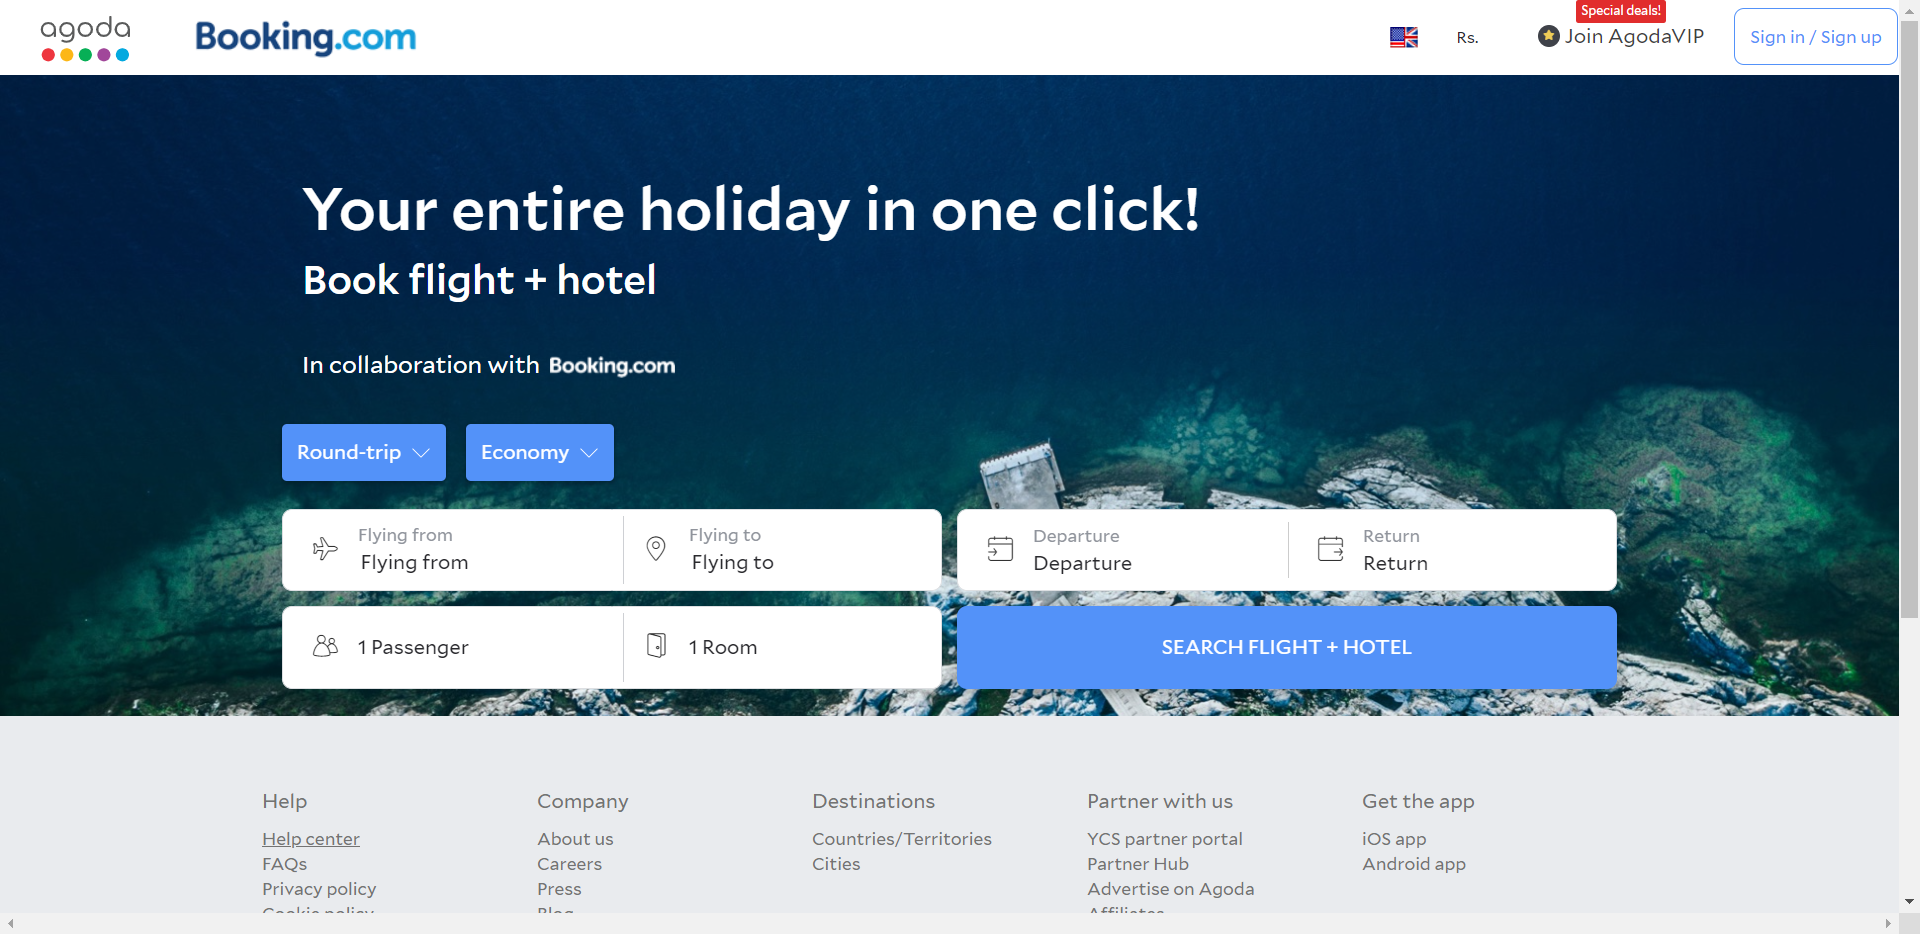 agoda
Booking.com
Rs.
Special deals!
Join AgodaVIP
Sign in / Sign up
Your entire holiday in one click!
Book flight + hotel
In collaboration with Booking.com
Round-trip
Economy
Flying from
Flying from
Flying to
Flying to
Departure
Departure
Return
Return
1 Passenger
1 Room
SEARCH FLIGHT + HOTEL
Help
Help center
FAQs
Privacy policy
Cookie policy
Company
About us
Careers
Press
Blog
Destinations
Countries/Territories
Cities
Partner with us
YCS partner portal
Partner Hub
Advertise on Agoda
Affiliates
Get the app
iOS app
Android app